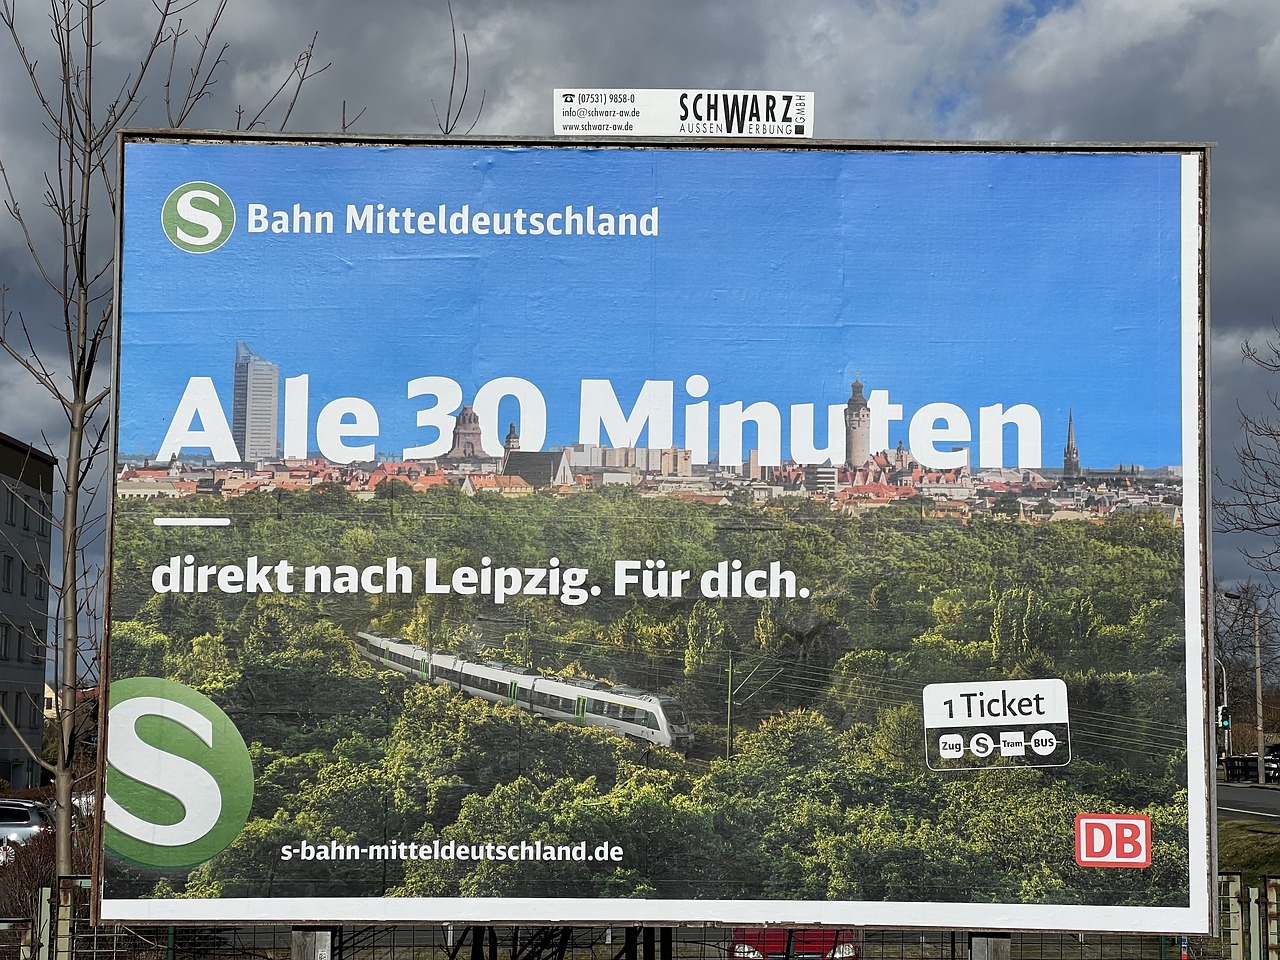 ☎ (07531) 9858-0
info@schwarz-aw.de
www.schwarz-aw.de
SCHWARZ
AUSSENWERBUNG
GMBH
S Bahn Mitteldeutschland
Alle 30 Minuten
direkt nach Leipzig. Für dich.
1 Ticket
Zug S Tram BUS
S
s-bahn-mitteldeutschland.de
DB